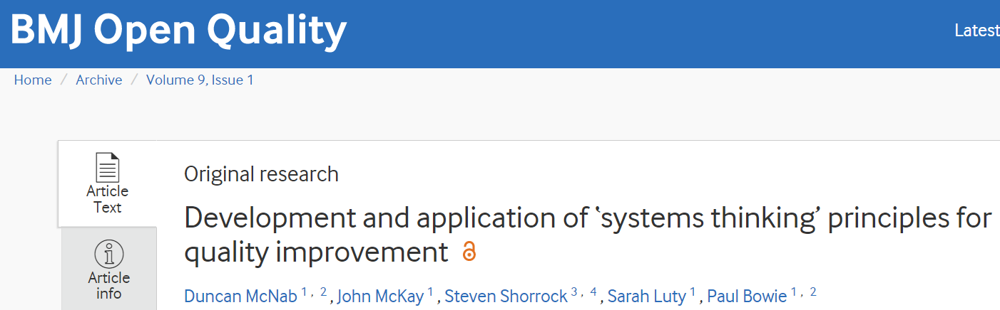 BMJ Open Quality
Latest
Home / Archive / Volume 9, Issue 1
Article
Text
Original research
Development and application of ‘systems thinking’ principles for
quality improvement
Article
info
Duncan McNab 1, 2, John McKay 1, Steven Shorrock 3, 4, Sarah Luty 1, Paul Bowie 1, 2